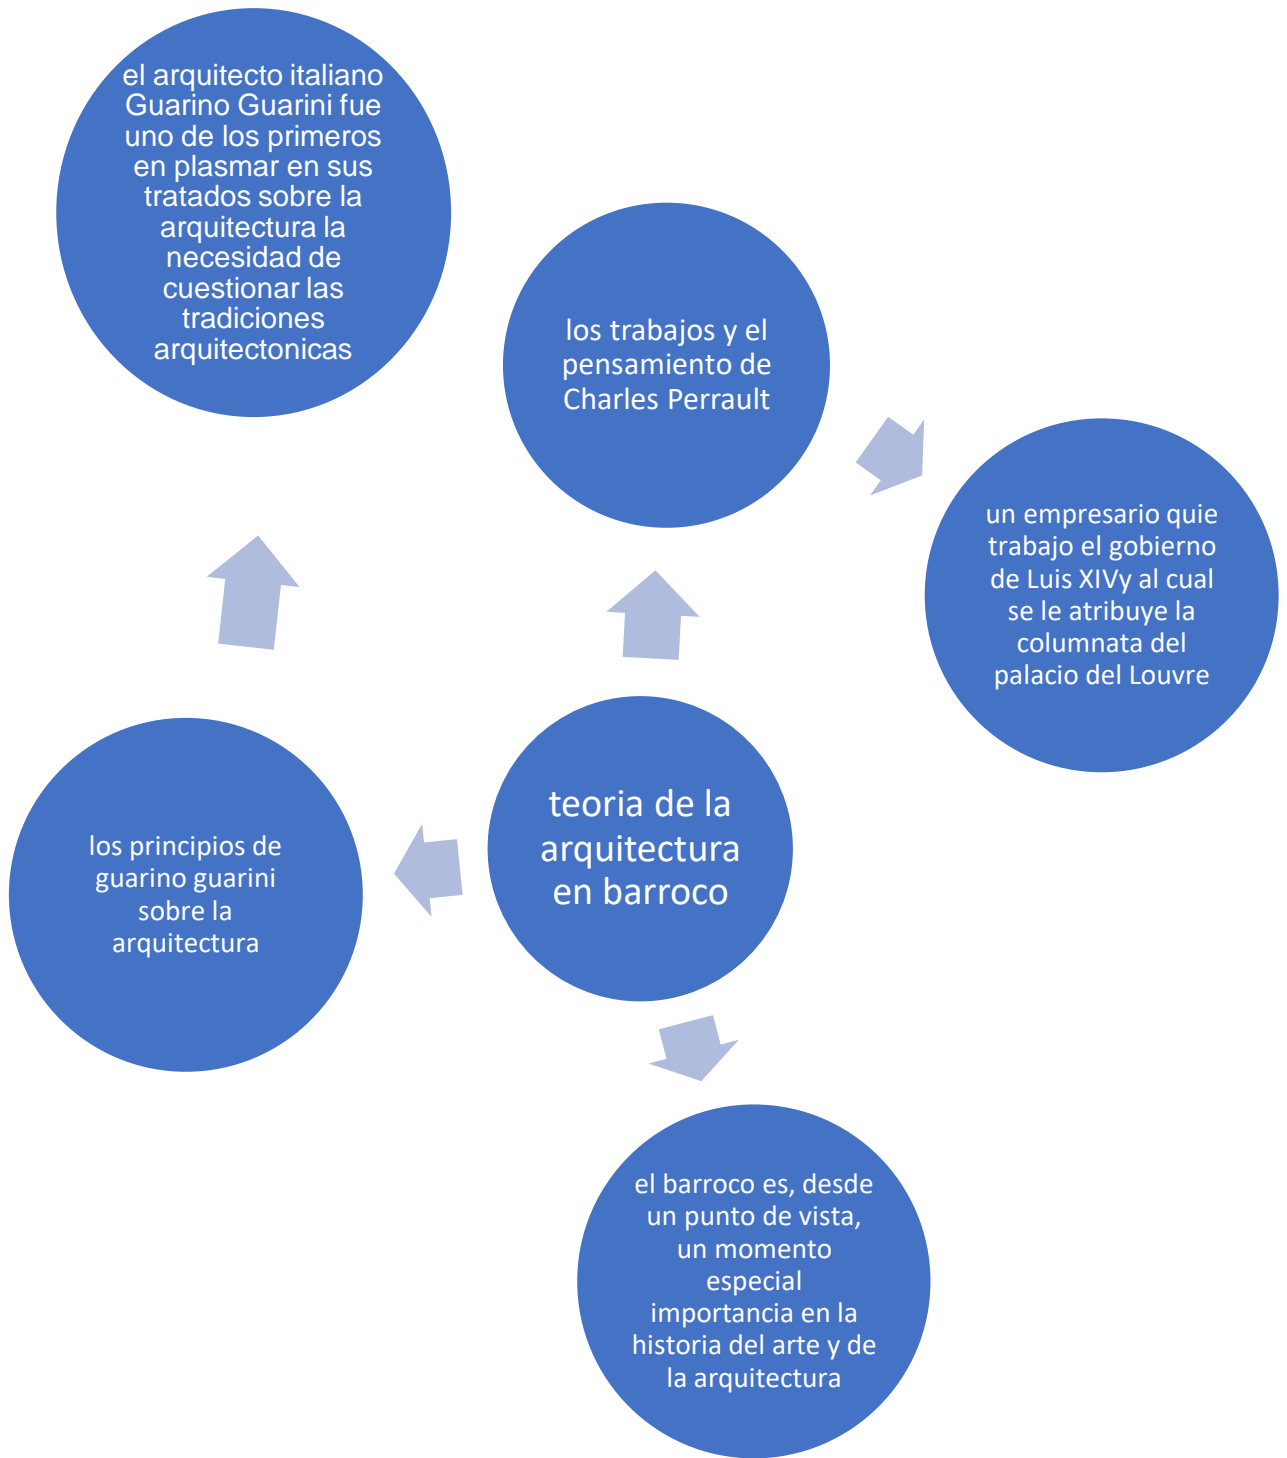 el arquitecto italiano
Guarino Guarini fue
uno de los primeros
en plasmar en sus
tratados sobre la
arquitectura la
necesidad de
cuestionar las
tradiciones
arquitectonicas
los trabajos y el
pensamiento de
Charles Perrault
un empresario quie
trabajo el gobierno
de Luis XIVy al cual
se le atribuye la
columnata del
palacio del Louvre
teoria de la
arquitectura
en barroco
los principios de
guarino guarini
sobre la
arquitectura
el barroco es, desde
un punto de vista,
un momento
especial
importancia en la
historia del arte y de
la arquitectura